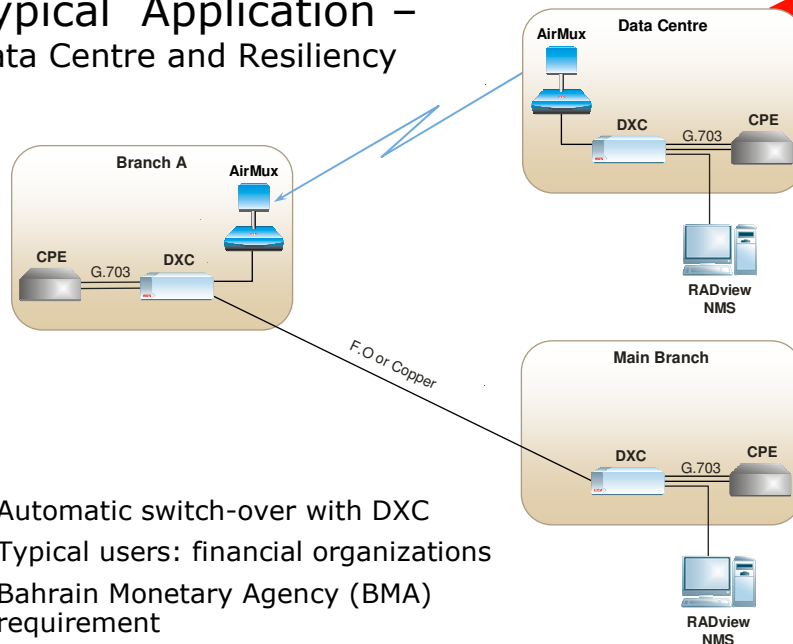 ypical Application –
ata Centre and Resiliency
Data Centre
AirMux
DXC
G.703
CPE
RADview
NMS
Branch A
AirMux
CPE
G.703
DXC
F.O or Copper
Main Branch
DXC
G.703
CPE
RADview
NMS
Automatic switch-over with DXC
Typical users: financial organizations
Bahrain Monetary Agency (BMA)
requirement